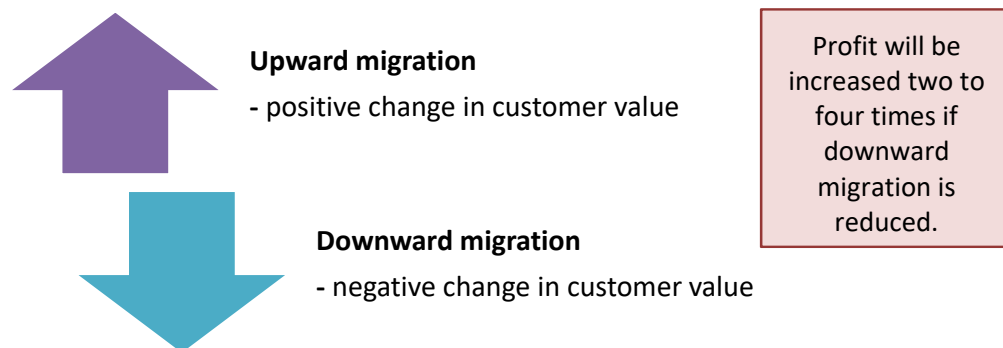 Upward migration
- positive change in customer value
Downward migration
- negative change in customer value
Profit will be
increased two to
four times if
downward
migration is
reduced.